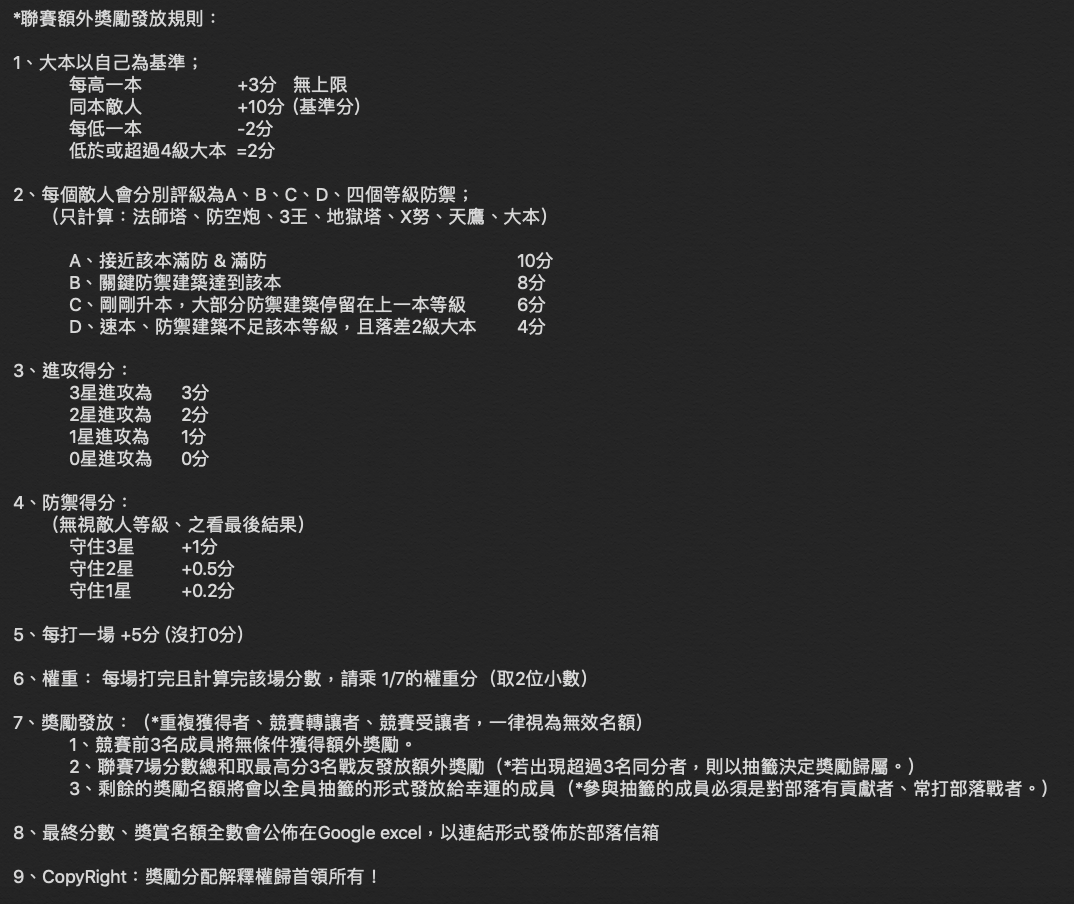 *聯賽額外獎勵發放規則：
1、大本以自己為基準；
每高一本 +3分 無上限
同本敵人 +10分 (基準分)
每低一本 -2分
低於或超過4級大本 =2分
2、每個敵人會分別評級為A、B、C、D、四個等級防禦；
（只計算：法師塔、防空炮、3王、地獄塔、X弩、天鷹、大本）
A、接近該本滿防 & 滿防 10分
B、關鍵防禦建築達到該本 8分
C、剛剛升本，大部分防禦建築停留在上一本等級 6分
D、速本、防禦建築不足該本等級，且落差2級大本 4分
3、進攻得分：
3星進攻為 3分
2星進攻為 2分
1星進攻為 1分
0星進攻為 0分
4、防禦得分：
（無視敵人等級、之看最後結果）
守住3星 +1分
守住2星 +0.5分
守住1星 +0.2分
5、每打一場 +5分 (沒打0分)
6、權重： 每場打完且計算完該場分數，請乘 1/7的權重分（取2位小數）
7、獎勵發放：（*重複獲得者、競賽轉讓者、競賽受讓者，一律視為無效名額）
1、競賽前3名成員將無條件獲得額外獎勵。
2、聯賽7場分數總和取最高分3名戰友發放額外獎勵（*若出現超過3名同分者，則以抽籤決定獎勵歸屬。）
3、剩餘的獎勵名額將會以全員抽籤的形式發放給幸運的成員（*參與抽籤的成員必須是對部落有貢獻者、常打部落戰者。）
8、最終分數、獎賞名額全數會公佈在Google excel，以連結形式發佈於部落信箱
9、CopyRight：獎勵分配解釋權歸首領所有！